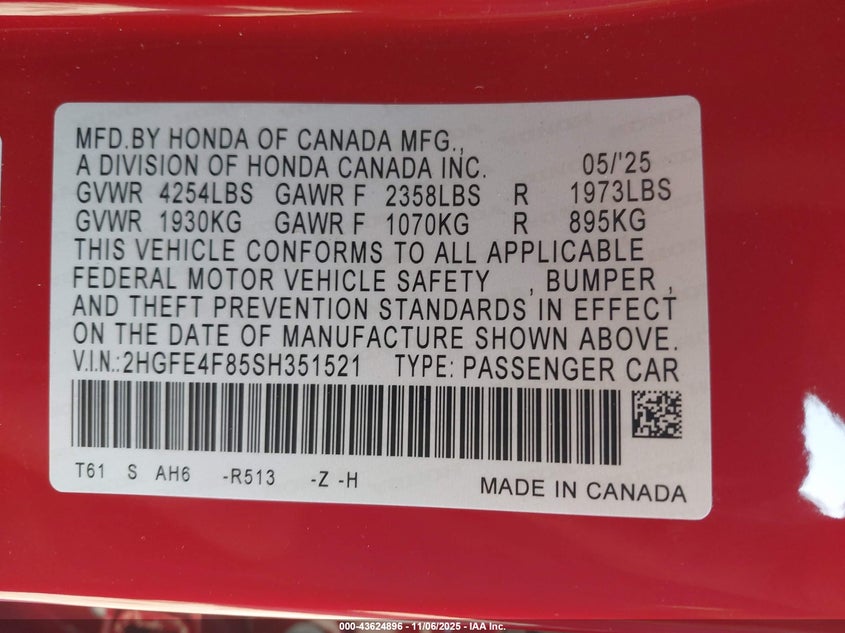 MFD.BY HONDA OF CANADA MFG.,
A DIVISION OF HONDA CANADA INC. 05/'25
GVWR 4254LBS GAWR F 2358LBS R 1973LBS
GVWR 1930KG GAWR F 1070KG R 895KG
THIS VEHICLE CONFORMS TO ALL APPLICABLE
FEDERAL MOTOR VEHICLE SAFETY , BUMPER ,
AND THEFT PREVENTION STANDARDS IN EFFECT
ON THE DATE OF MANUFACTURE SHOWN ABOVE.
V.I.N.:2HGFE4F85SH351521 TYPE: PASSENGER CAR
T61 S AH6 -R513 -Z -H
MADE IN CANADA
000-43624896 - 11/06/2025 - IAA Inc.